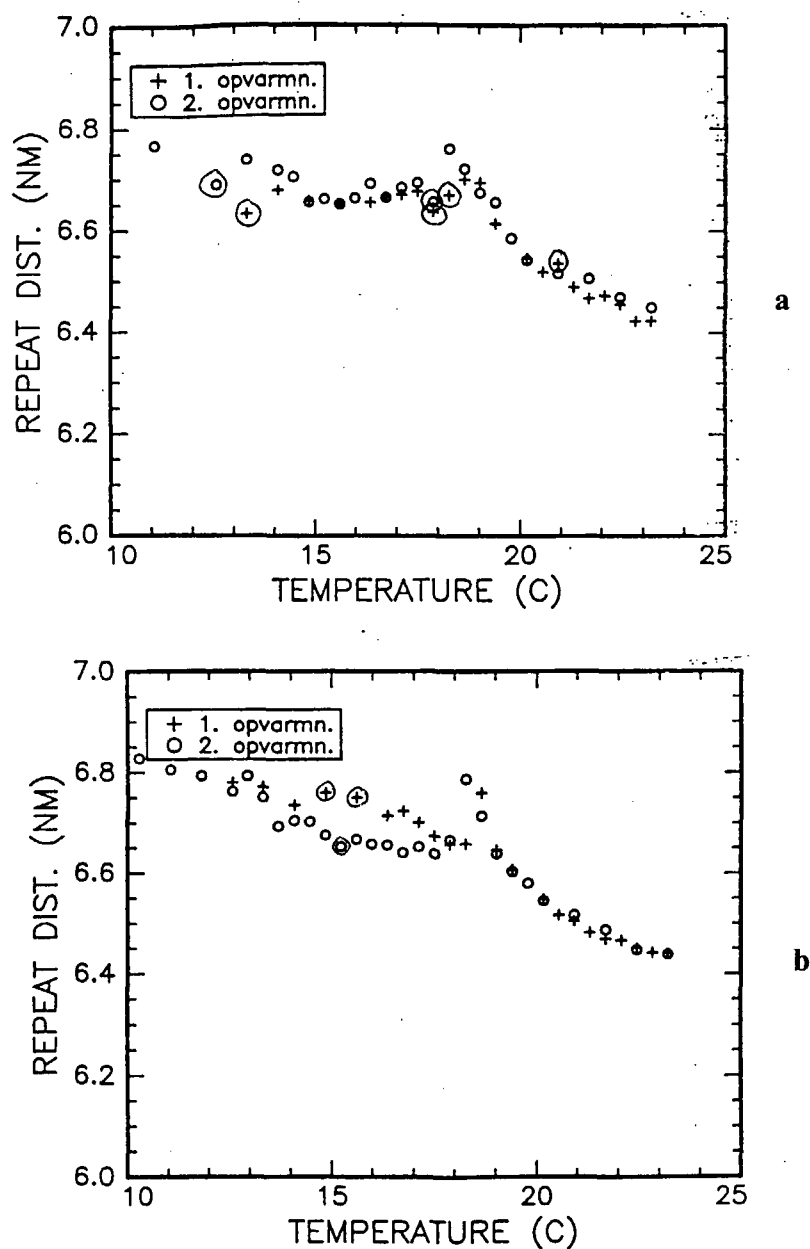 7.0
+ 1. opvarmn.
o 2. opvarmn.
6.8
6.6
6.4
6.2
6.0
REPEAT DIST. (NM)
10 15 20 25
TEMPERATURE (C)
a
7.0
+ 1. opvarmn.
o 2. opvarmn.
6.8
6.6
6.4
6.2
6.0
REPEAT DIST. (NM)
10 15 20 25
TEMPERATURE (C)
b